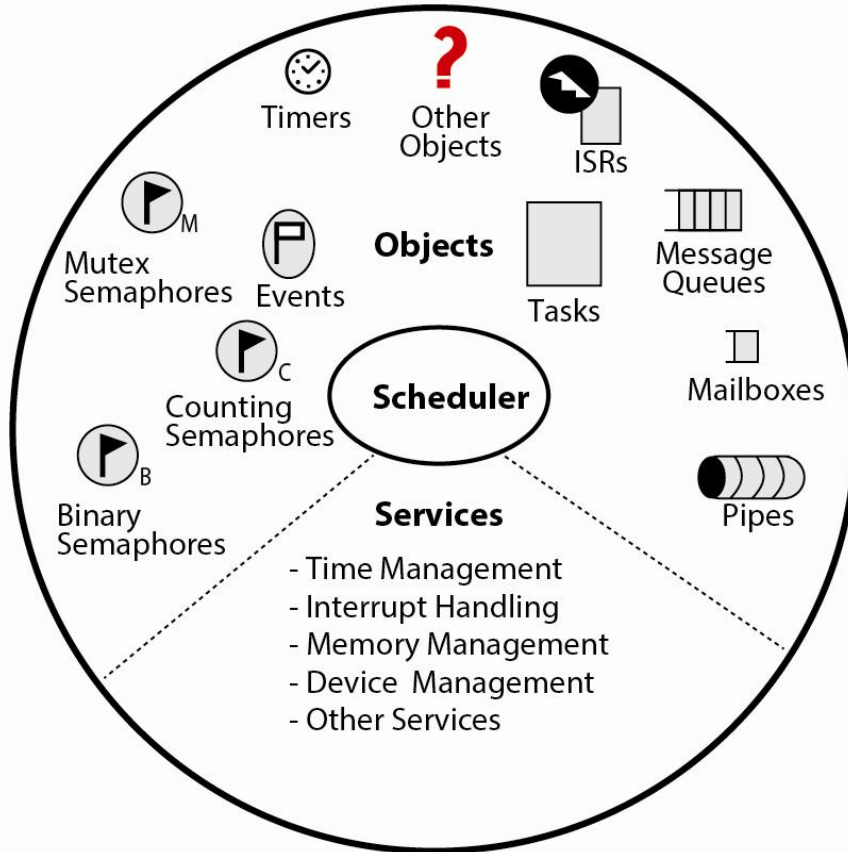 Timers
?
Other
Objects
ISRs
M
Mutex
Semaphores
Events
Objects
Tasks
Message
Queues
C
Counting
Semaphores
Scheduler
Mailboxes
B
Binary
Semaphores
Pipes
Services
- Time Management
- Interrupt Handling
- Memory Management
- Device Management
- Other Services